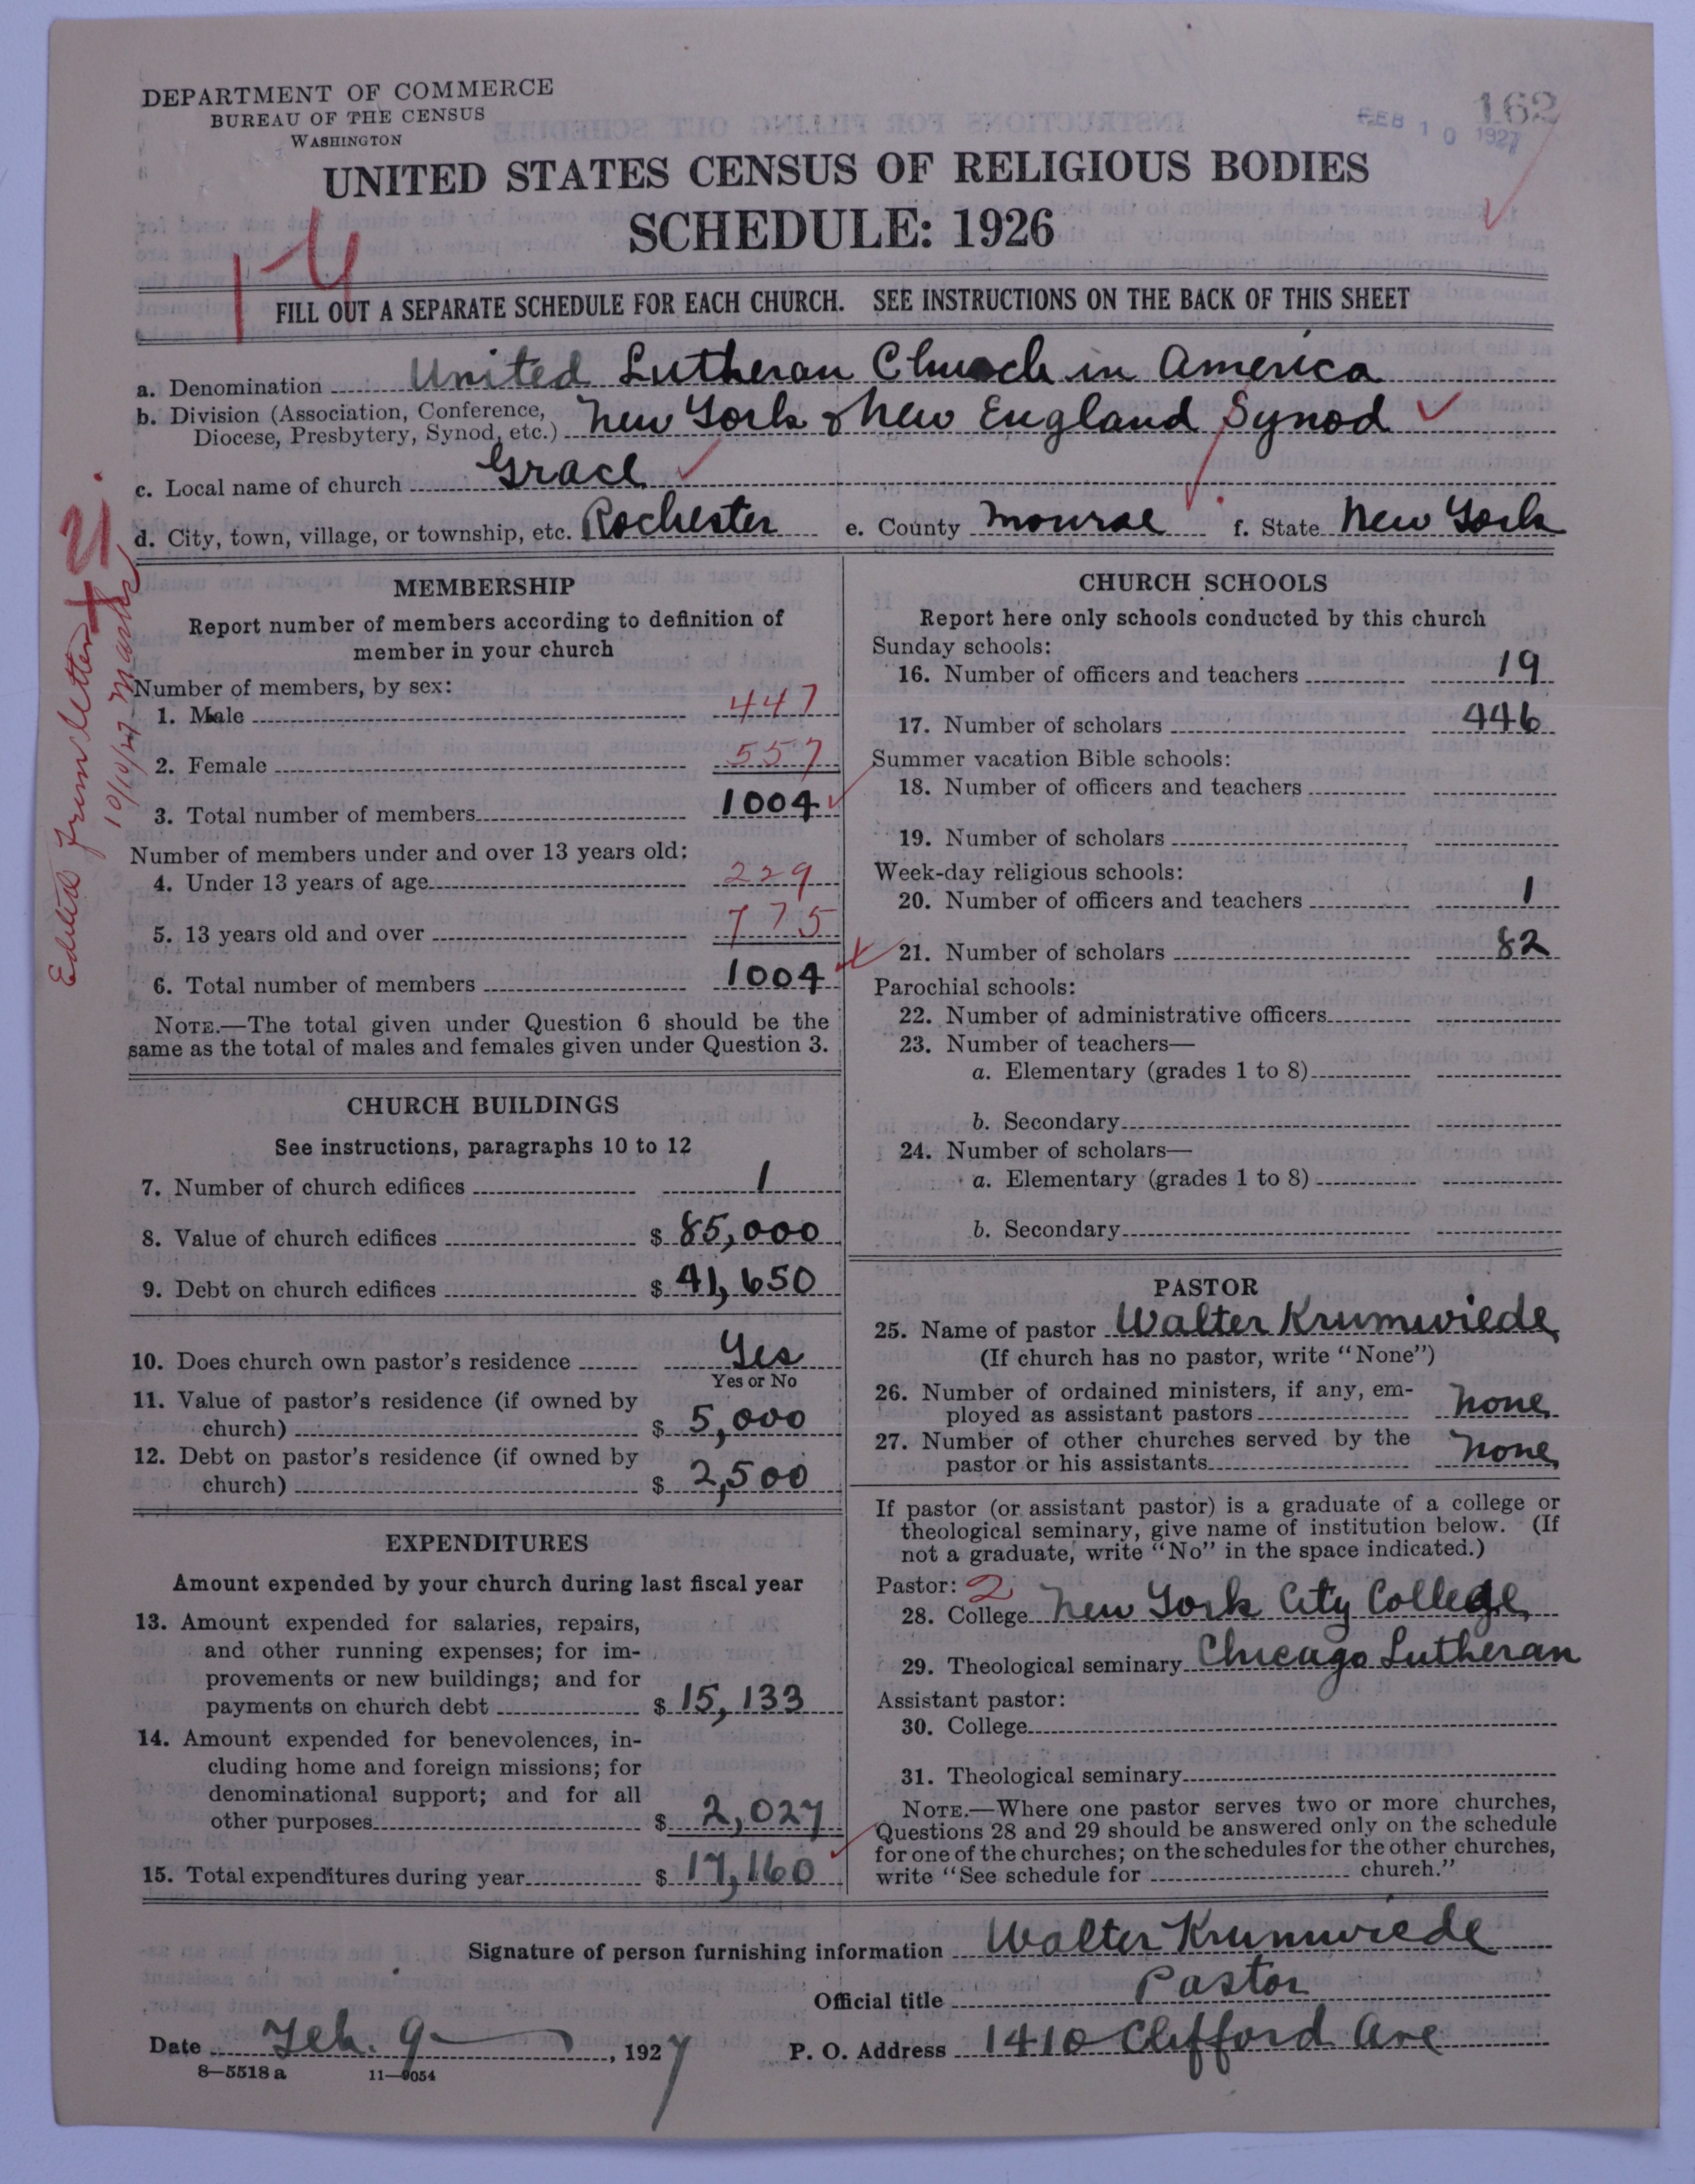 DEPARTMENT OF COMMERCE
BUREAU OF THE CENSUS
WASHINGTON
162
FEB 10 1927
UNITED STATES CENSUS OF RELIGIOUS BODIES
SCHEDULE: 1926
FILL OUT A SEPARATE SCHEDULE FOR EACH CHURCH. SEE INSTRUCTIONS ON THE BACK OF THIS SHEET
a. Denomination United Lutheran Church in America
b. Division (Association, Conference, Diocese, Presbytery, Synod, etc.) New York & New England Synod
c. Local name of church Grace
d. City, town, village, or township, etc. Rochester e. County Monroe f. State New York
Edited from letter
10/10/27 Marks
MEMBERSHIP
Report number of members according to definition of
member in your church
Number of members, by sex:
1. Male 447
2. Female 557
3. Total number of members 1004
Number of members under and over 13 years old:
4. Under 13 years of age 229
5. 13 years old and over 775
6. Total number of members 1004
NOTE.—The total given under Question 6 should be the
same as the total of males and females given under Question 3.
CHURCH BUILDINGS
See instructions, paragraphs 10 to 12
7. Number of church edifices 1
8. Value of church edifices $ 85,000
9. Debt on church edifices $ 41,650
10. Does church own pastor's residence Yes
Yes or No
11. Value of pastor's residence (if owned by
church) $ 5,000
12. Debt on pastor's residence (if owned by
church) $ 2,500
EXPENDITURES
Amount expended by your church during last fiscal year
13. Amount expended for salaries, repairs,
and other running expenses; for im-
provements or new buildings; and for
payments on church debt $ 15,133
14. Amount expended for benevolences, in-
cluding home and foreign missions; for
denominational support; and for all
other purposes $ 2,027
15. Total expenditures during year $ 17,160
CHURCH SCHOOLS
Report here only schools conducted by this church
Sunday schools:
16. Number of officers and teachers 19
17. Number of scholars 446
Summer vacation Bible schools:
18. Number of officers and teachers
19. Number of scholars
Week-day religious schools:
20. Number of officers and teachers 1
21. Number of scholars 82
Parochial schools:
22. Number of administrative officers
23. Number of teachers—
a. Elementary (grades 1 to 8)
b. Secondary
24. Number of scholars—
a. Elementary (grades 1 to 8)
b. Secondary
PASTOR
25. Name of pastor Walter Krumwiede
(If church has no pastor, write "None")
26. Number of ordained ministers, if any, em-
ployed as assistant pastors None
27. Number of other churches served by the
pastor or his assistants None
If pastor (or assistant pastor) is a graduate of a college or
theological seminary, give name of institution below. (If
not a graduate, write "No" in the space indicated.)
Pastor: 2
28. College New York City College
29. Theological seminary Chicago Lutheran
Assistant pastor:
30. College
31. Theological seminary
NOTE.—Where one pastor serves two or more churches,
Questions 28 and 29 should be answered only on the schedule
for one of the churches; on the schedules for the other churches,
write "See schedule for church."
Signature of person furnishing information Walter Krumwiede
Official title Pastor
Date Feb. 9, 1927 P. O. Address 1410 Clifford Ave
8—5518 a 11—9054